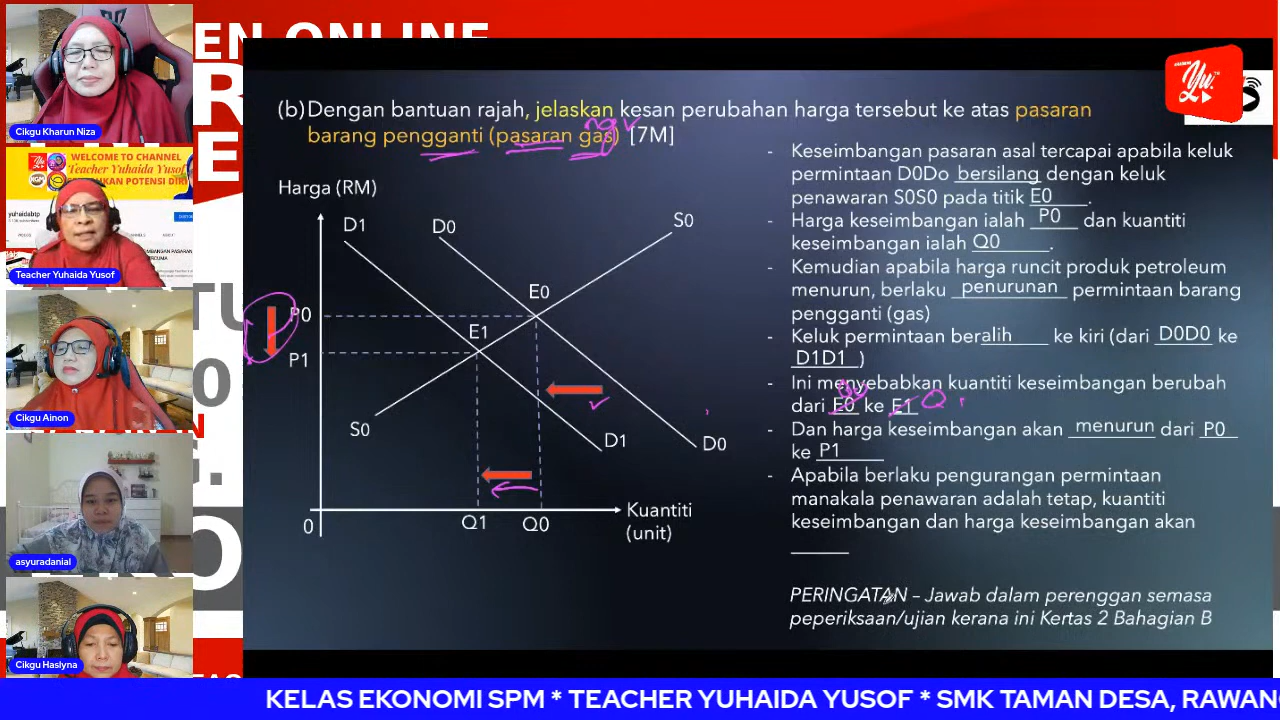 EN ONLINE
(b) Dengan bantuan rajah, jelaskan kesan perubahan harga tersebut ke atas pasaran
barang pengganti (pasaran gas) [7M]
ng
Harga (RM)
D1
D0
S0
E0
P0
E1
P1
S0
D1
D0
Kuantiti
(unit)
0
Q1
Q0
- Keseimbangan pasaran asal tercapai apabila keluk
permintaan D0Do bersilang dengan keluk
penawaran S0S0 pada titik E0.
- Harga keseimbangan ialah P0 dan kuantiti
keseimbangan ialah Q0.
- Kemudian apabila harga runcit produk petroleum
menurun, berlaku penurunan permintaan barang
pengganti (gas)
- Keluk permintaan beralih ke kiri (dari D0D0 ke
D1D1)
- Ini menyebabkan kuantiti keseimbangan berubah
dari E0 ke E1 Q1
- Dan harga keseimbangan akan menurun dari P0
ke P1
- Apabila berlaku pengurangan permintaan
manakala penawaran adalah tetap, kuantiti
keseimbangan dan harga keseimbangan akan
______
PERINGATAN – Jawab dalam perenggan semasa
peperiksaan/ujian kerana ini Kertas 2 Bahagian B
Yu
Cikgu Kharun Niza
WELCOME TO CHANNEL
Teacher Yuhaida Yusof
yuhaidabtp
Teacher Yuhaida Yusof
Cikgu Ainon
asyuradanial
Cikgu Haslyna
KELAS EKONOMI SPM * TEACHER YUHAIDA YUSOF * SMK TAMAN DESA, RAWANG